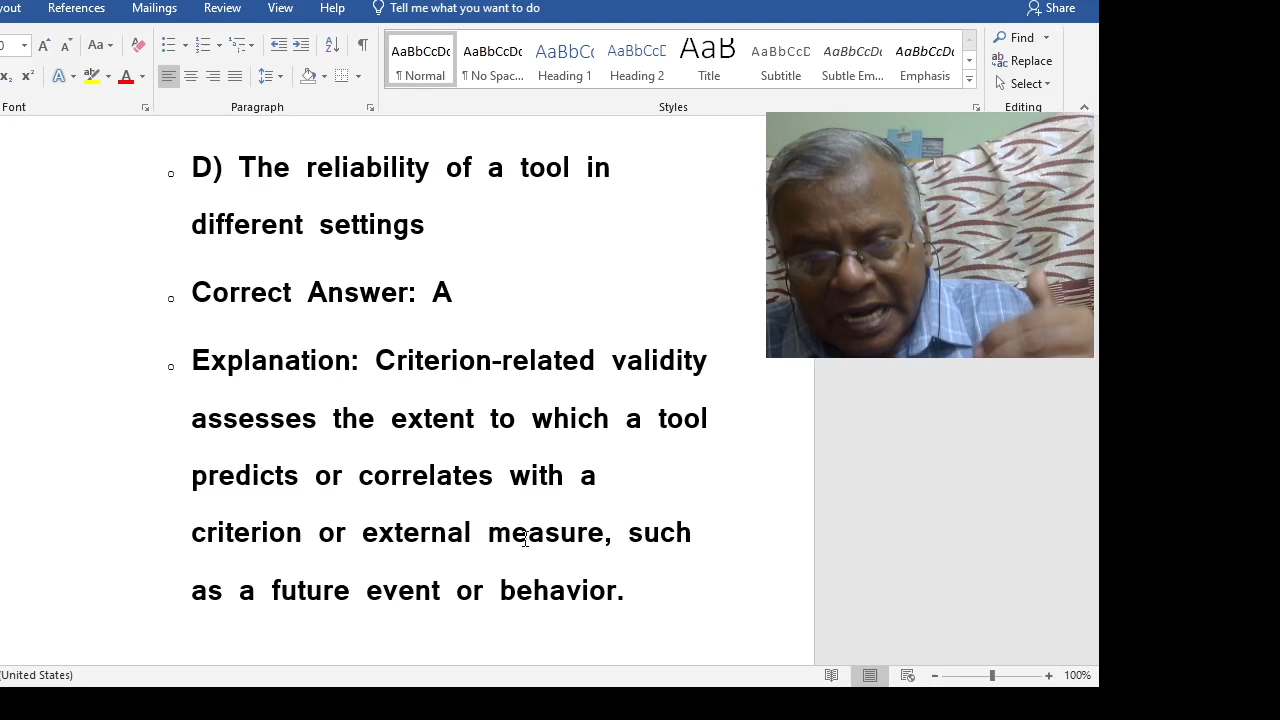 yout References Mailings Review View Help Tell me what you want to do Share
Aa
AaBbCcDc AaBbCcDc AaBbCc AaBbCcD AaB AaBbCcD AaBbCcDc AaBbCcDc
¶ Normal ¶ No Spac... Heading 1 Heading 2 Title Subtitle Subtle Em... Emphasis
Find
Replace
Select
Font Paragraph Styles Editing
D) The reliability of a tool in
different settings
Correct Answer: A
Explanation: Criterion-related validity
assesses the extent to which a tool
predicts or correlates with a
criterion or external measure, such
as a future event or behavior.
(United States) 100%